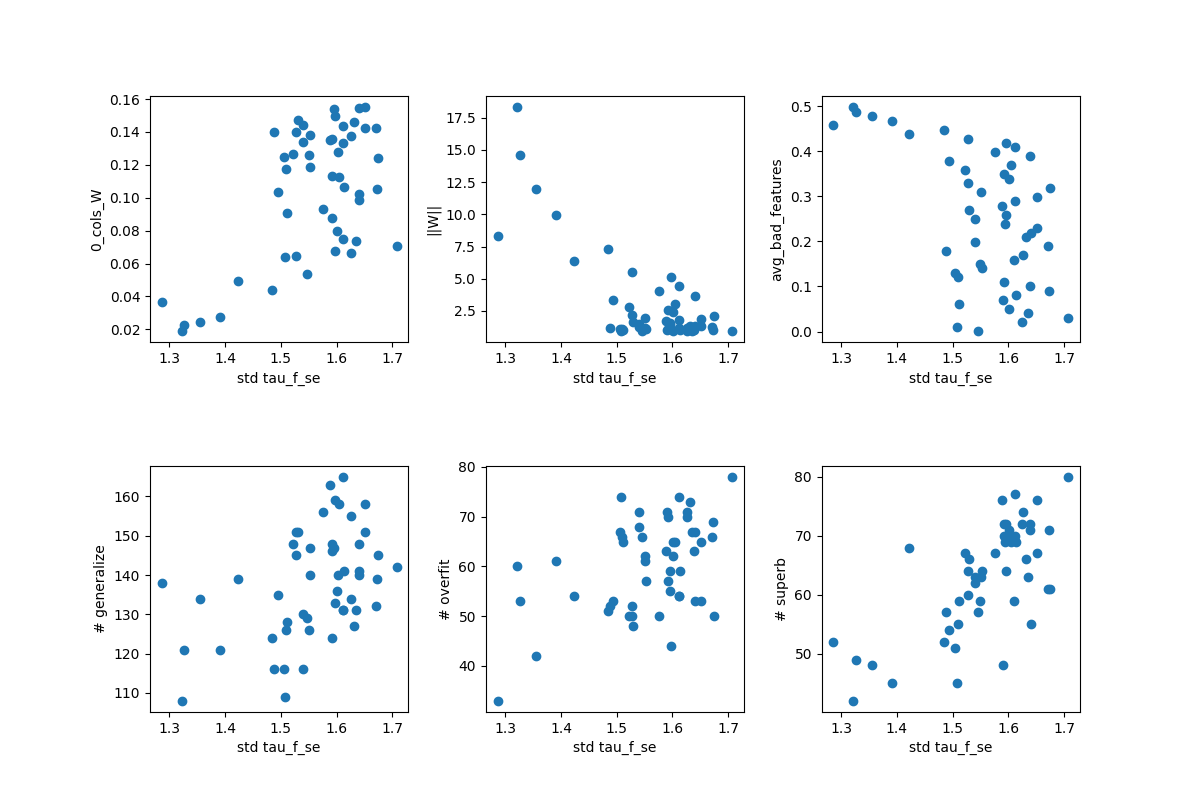 0.16
0.14
0.12
0.10
0.08
0.06
0.04
0.02
0_cols_W
1.3 1.4 1.5 1.6 1.7
std tau_f_se
17.5
15.0
12.5
10.0
7.5
5.0
2.5
||W||
1.3 1.4 1.5 1.6 1.7
std tau_f_se
0.5
0.4
0.3
0.2
0.1
0.0
avg_bad_features
1.3 1.4 1.5 1.6 1.7
std tau_f_se
160
150
140
130
120
110
# generalize
1.3 1.4 1.5 1.6 1.7
std tau_f_se
80
70
60
50
40
# overfit
1.3 1.4 1.5 1.6 1.7
std tau_f_se
80
70
60
50
# superb
1.3 1.4 1.5 1.6 1.7
std tau_f_se